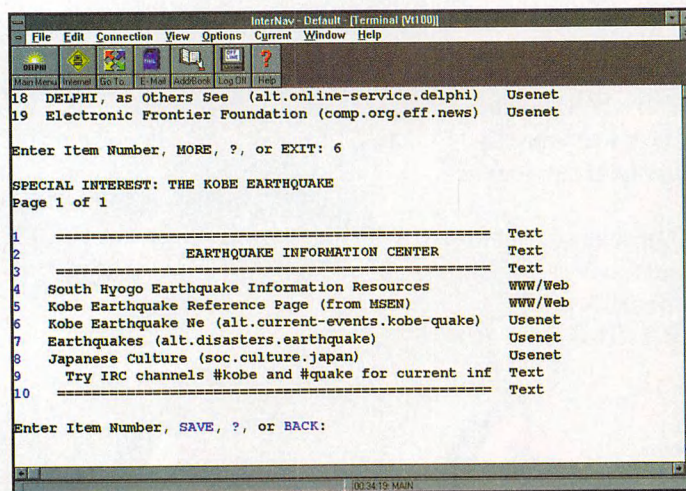 InterNav - Default - [Terminal (Vt100)]
File Edit Connection View Options Current Window Help
DELPHI OFF LINE ?
Main Menu Internet Go To... E-Mail Addr/Book Log Off Help
18 DELPHI, as Others See (alt.online-service.delphi) Usenet
19 Electronic Frontier Foundation (comp.org.eff.news) Usenet
Enter Item Number, MORE, ?, or EXIT: 6
SPECIAL INTEREST: THE KOBE EARTHQUAKE
Page 1 of 1
1 ================================================== Text
2 EARTHQUAKE INFORMATION CENTER Text
3 ================================================== Text
4 South Hyogo Earthquake Information Resources WWW/Web
5 Kobe Earthquake Reference Page (from MSEN) WWW/Web
6 Kobe Earthquake Ne (alt.current-events.kobe-quake) Usenet
7 Earthquakes (alt.disasters.earthquake) Usenet
8 Japanese Culture (soc.culture.japan) Usenet
9 Try IRC channels #kobe and #quake for current inf Text
10 ================================================== Text
Enter Item Number, SAVE, ?, or BACK:
00:34:19 MAIN